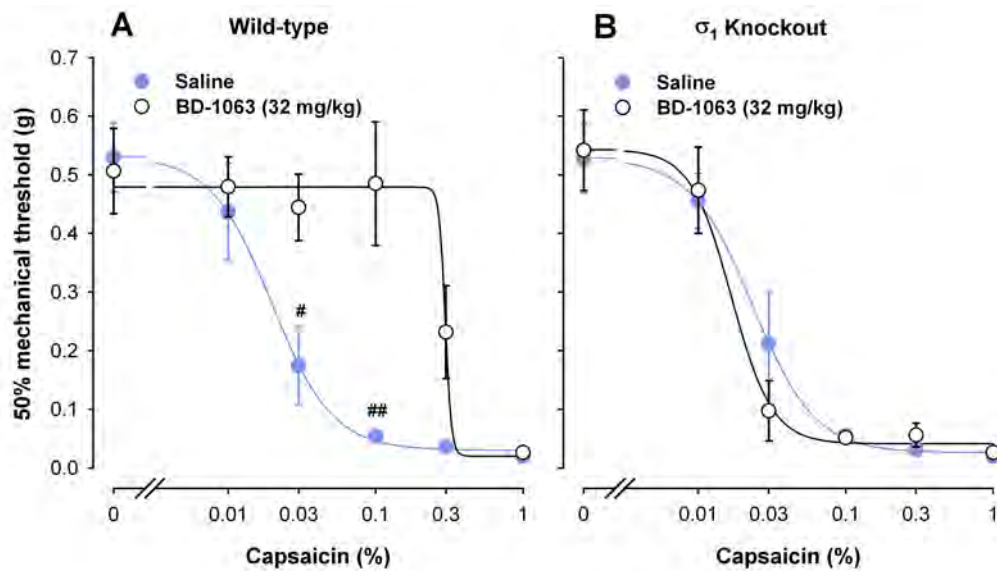 A Wild-type
B σ1 Knockout
50% mechanical threshold (g)
0.7
0.6
0.5
0.4
0.3
0.2
0.1
0.0
Saline
BD-1063 (32 mg/kg)
#
##
0 0.01 0.03 0.1 0.3 1
Capsaicin (%)
Saline
BD-1063 (32 mg/kg)
0 0.01 0.03 0.1 0.3 1
Capsaicin (%)